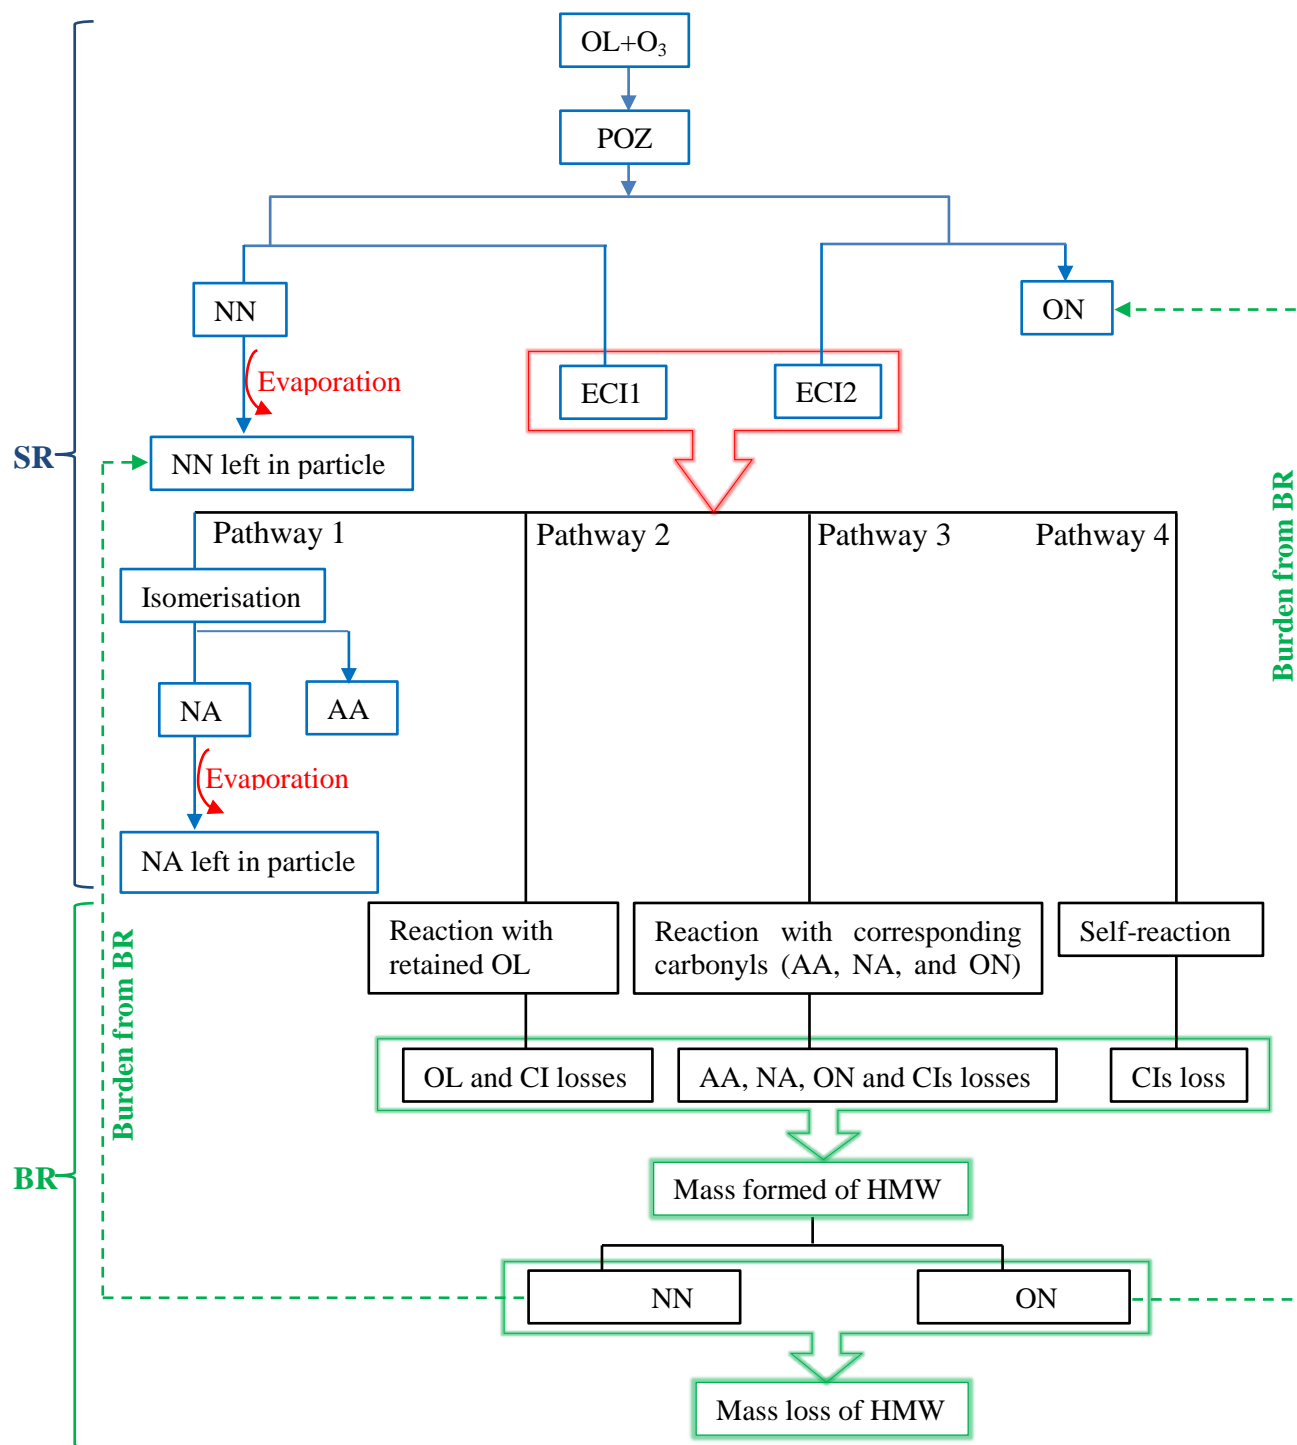 OL+O₃
POZ
NN
ON
Evaporation
ECI1
ECI2
SR
NN left in particle
Pathway 1
Pathway 2
Pathway 3
Pathway 4
Burden from BR
Isomerisation
NA
AA
Evaporation
NA left in particle
Burden from BR
Reaction with
retained OL
Reaction with corresponding
carbonyls (AA, NA, and ON)
Self-reaction
OL and CI losses
AA, NA, ON and CIs losses
CIs loss
BR
Mass formed of HMW
NN
ON
Mass loss of HMW